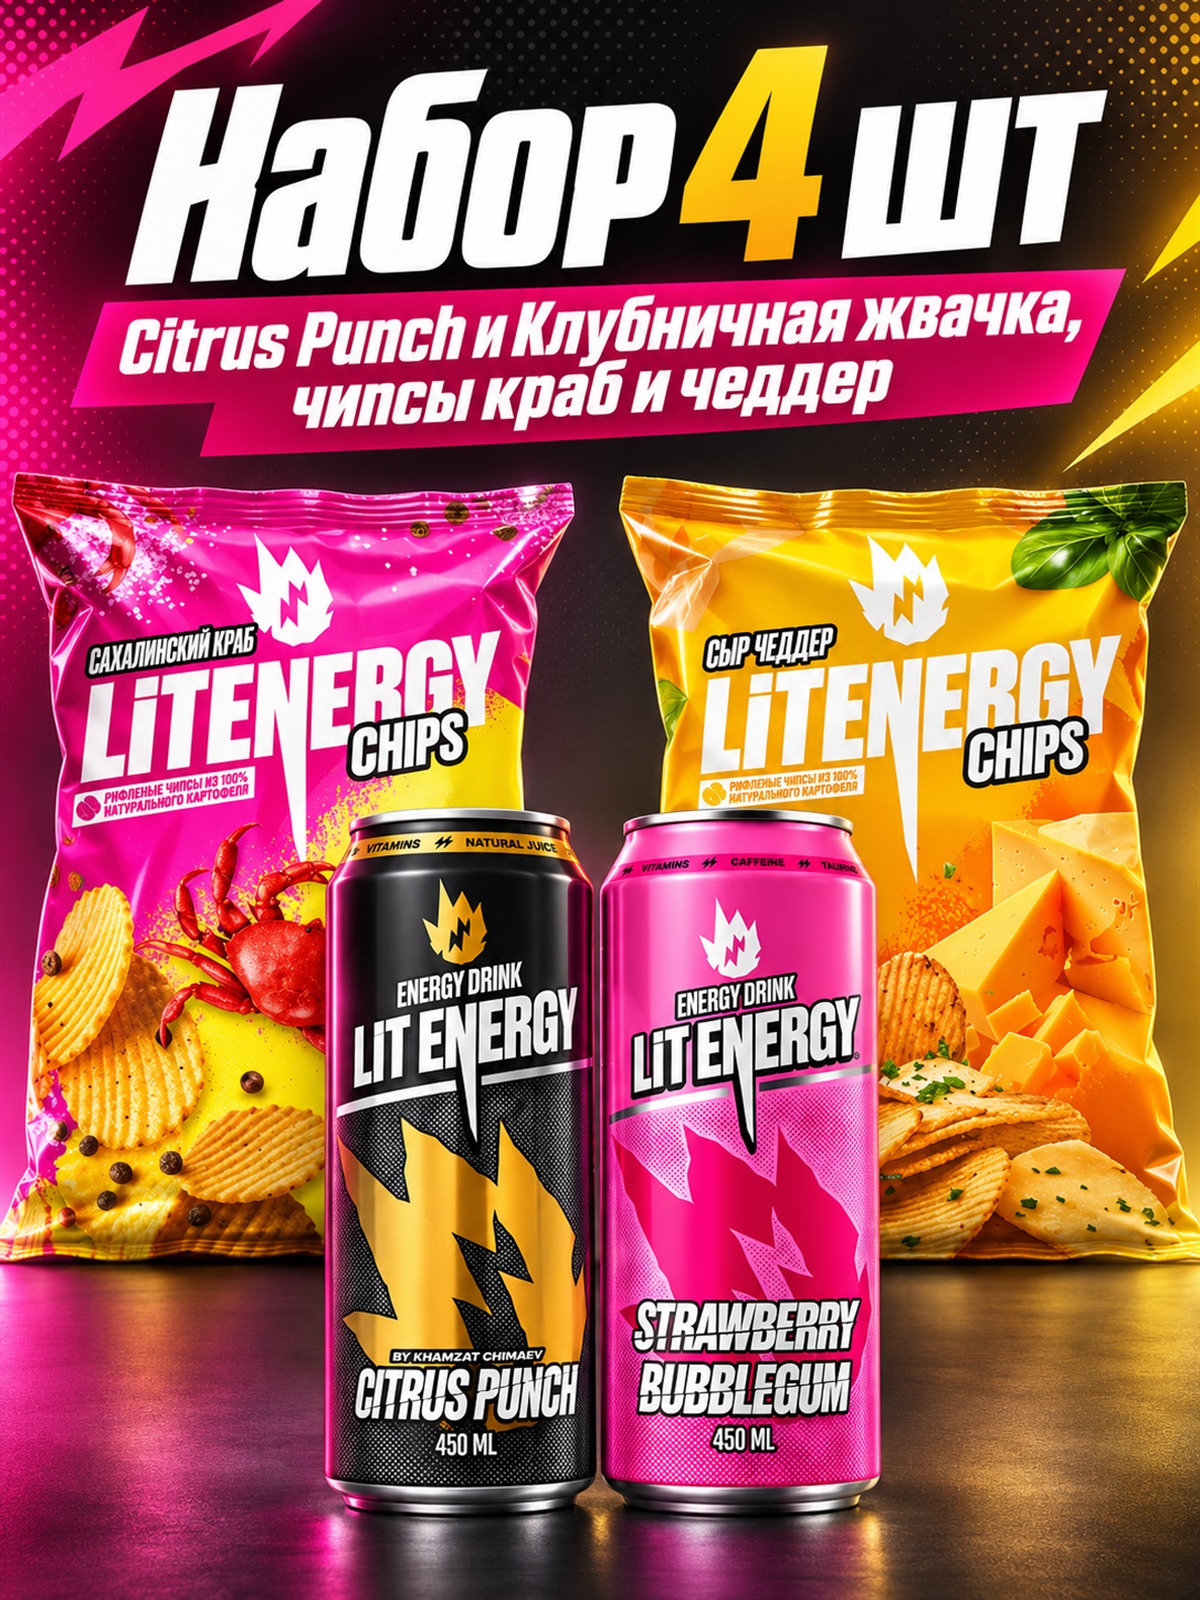 Набор 4 шт
Citrus Punch и Клубничная жвачка,
чипсы краб и чеддер
САХАЛИНСКИЙ КРАБ
LiTENERGY
CHIPS
РИФЛЕНЫЕ ЧИПСЫ ИЗ 100%
НАТУРАЛЬНОГО КАРТОФЕЛЯ
СЫР ЧЕДДЕР
LiTENERGY
CHIPS
РИФЛЕНЫЕ ЧИПСЫ ИЗ 100%
НАТУРАЛЬНОГО КАРТОФЕЛЯ
VITAMINS NATURAL JUICE
ENERGY DRINK
LiT ENERGY
BY KHAMZAT CHIMAEV
CITRUS PUNCH
450 ML
VITAMINS CAFFEINE TAURINE
ENERGY DRINK
LiT ENERGY
STRAWBERRY
BUBBLEGUM
450 ML